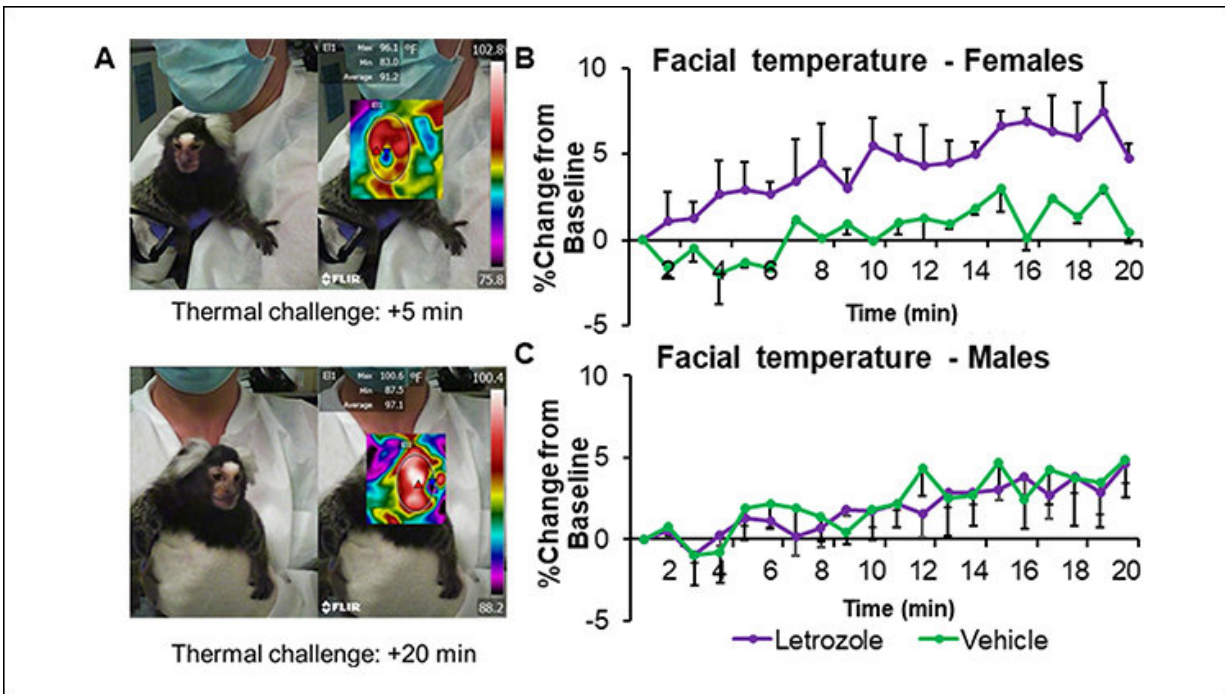 A
El1 Max 96.1 °F
Min 83.0
Average 91.2
102.8
El1
75.8
FLIR
Thermal challenge: +5 min
El1 Max 100.6 °F
Min 87.5
Average 97.1
100.4
88.2
FLIR
Thermal challenge: +20 min
B
Facial temperature - Females
%Change from
Baseline
10
5
0
-5
2 4 6 8 10 12 14 16 18 20
Time (min)
C
Facial temperature - Males
%Change from
Baseline
10
5
0
-5
2 4 6 8 10 12 14 16 18 20
Time (min)
Letrozole Vehicle